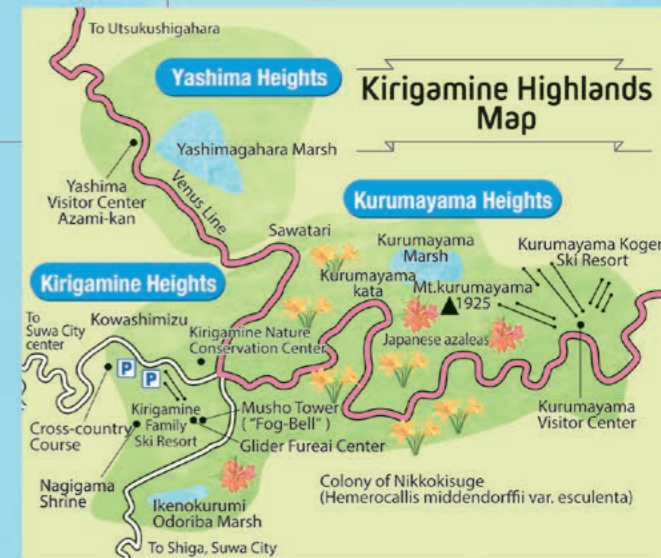 To Utsukushigahara
Yashima Heights
Kirigamine Highlands
Map
Yashimagahara Marsh
Yashima
Visitor Center
Azami-kan
Venus Line
Kurumayama Heights
Sawatari
Kurumayama
Marsh
Kurumayama Kogen
Ski Resort
Kurumayama
kata
Mt.kurumayama
1925
Kirigamine Heights
To
Suwa City
center
Kowashimizu
Kirigamine Nature
Conservation Center
Japanese azaleas
P
P
Cross-country
Course
Kirigamine
Family
Ski Resort
Musho Tower
("Fog-Bell")
Glider Fureai Center
Kurumayama
Visitor Center
Nagigama
Shrine
Ikenokurumi
Odoriba Marsh
Colony of Nikkokisuge
(Hemerocallis middendorffii var. esculenta)
To Shiga, Suwa City